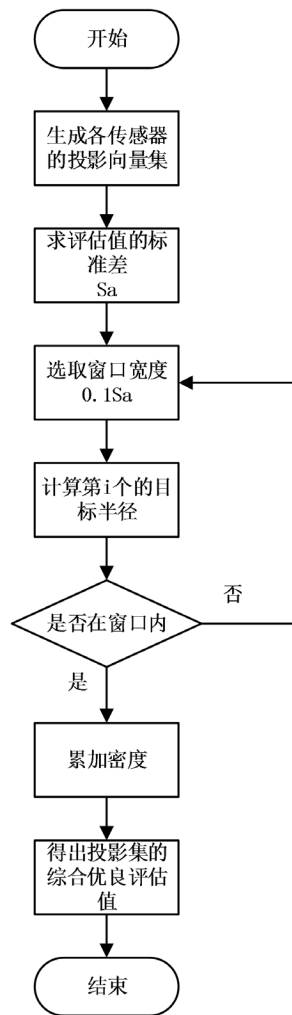 开始
生成各传感器
的投影向量集
求评估值的标
准差
Sa
选取窗口宽度
0.1Sa
计算第i个的目
标半径
是否在窗口内
否
是
累加密度
得出投影集的
综合优良评估
值
结束